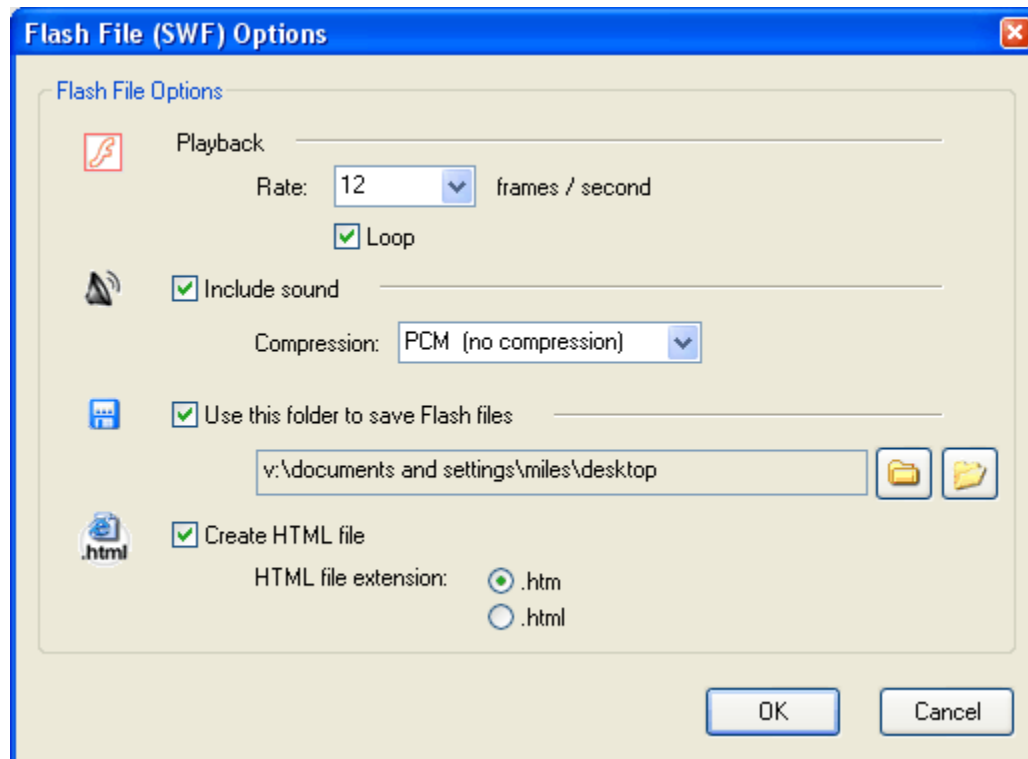 Flash File (SWF) Options
Flash File Options
Playback
Rate: 12 frames / second
Loop
Include sound
Compression: PCM (no compression)
Use this folder to save Flash files
v:\documents and settings\miles\desktop
.html
Create HTML file
HTML file extension: .htm
.html
OK Cancel